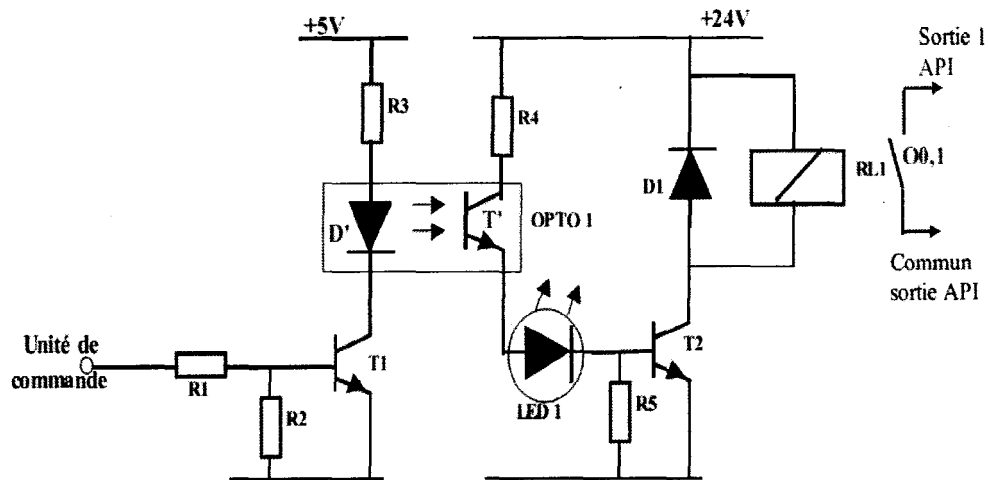 +5V
+24V
Sortie 1
API
R3
R4
D1
RL1
O0,1
D'
T'
OPTO 1
Commun
sortie API
Unité de
commande
R1
T1
R2
LED 1
R5
T2